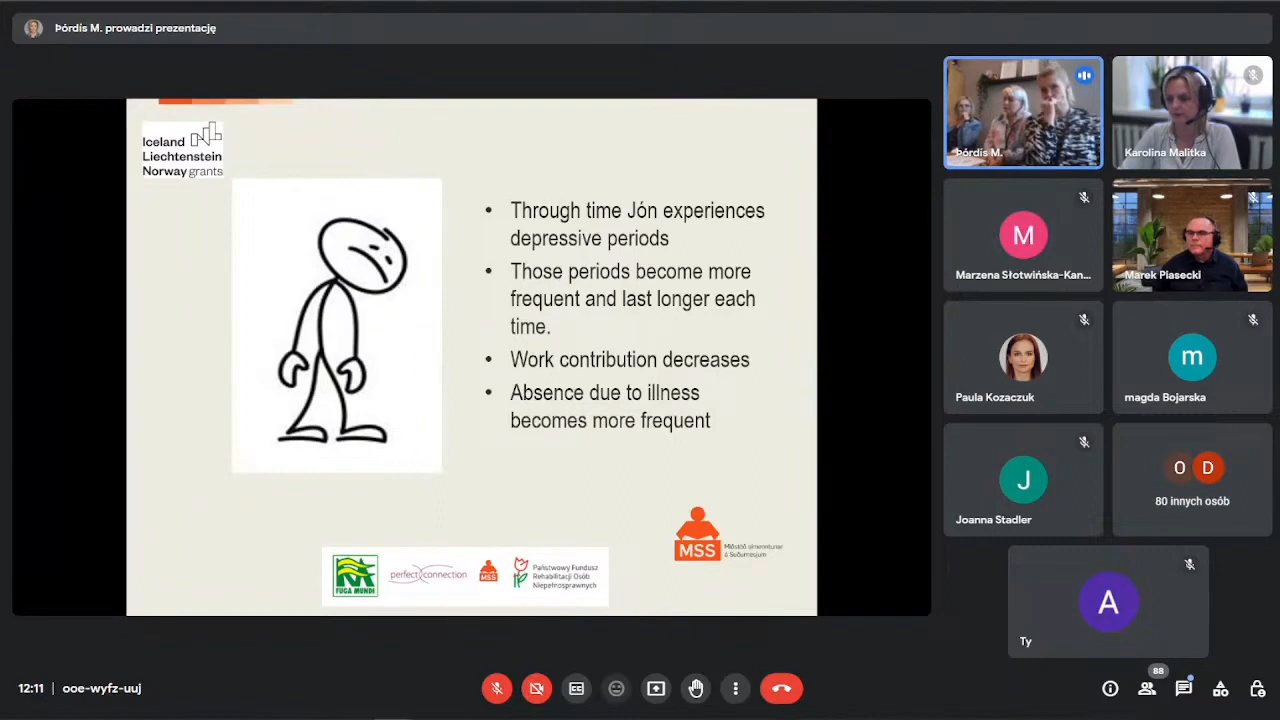 Þórdís M. prowadzi prezentację
Iceland
Liechtenstein
Norway grants
• Through time Jón experiences
depressive periods
• Those periods become more
frequent and last longer each
time.
• Work contribution decreases
• Absence due to illness
becomes more frequent
MSS
Miðstöð símenntunar
á Suðurnesjum
FUGA MUNDI
perfect connection
MSS
Państwowy Fundusz
Rehabilitacji Osób
Niepełnosprawnych
Þórdís M.
Karolina Malitka
M
Marzena Słotwińska-Kan...
Marek Piasecki
Paula Kozaczuk
m
magda Bojarska
J
Joanna Stadler
O D
80 innych osób
A
Ty
12:11 | ooe-wyfz-uuj
88